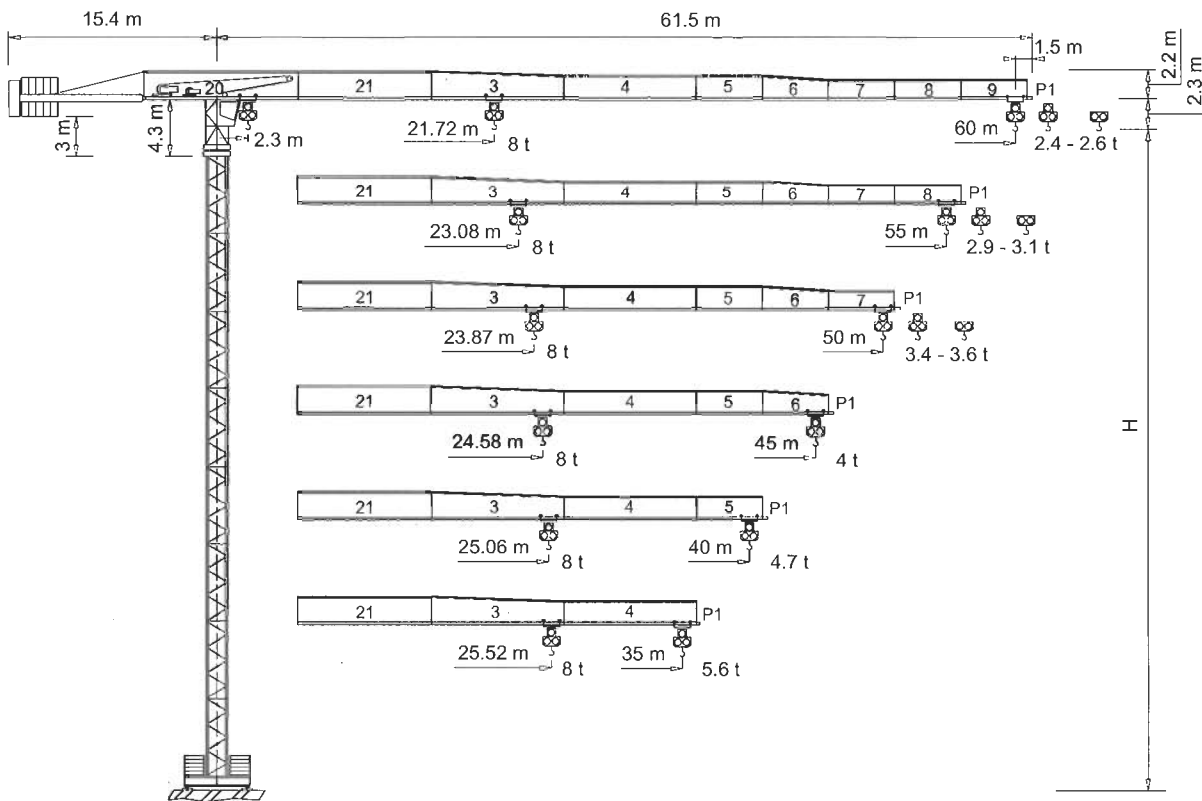 15.4 m
61.5 m
1.5 m
2.2 m
2.3 m
20
21 3 4 5 6 7 8 9 P1
3 m
4.3 m
2.3 m
21.72 m
8 t
60 m
2.4 - 2.6 t
21 3 4 5 6 7 8 P1
23.08 m
8 t
55 m
2.9 - 3.1 t
21 3 4 5 6 7 P1
23.87 m
8 t
50 m
3.4 - 3.6 t
21 3 4 5 6 P1
24.58 m
8 t
45 m
4 t
H
21 3 4 5 P1
25.06 m
8 t
40 m
4.7 t
21 3 4 P1
25.52 m
8 t
35 m
5.6 t